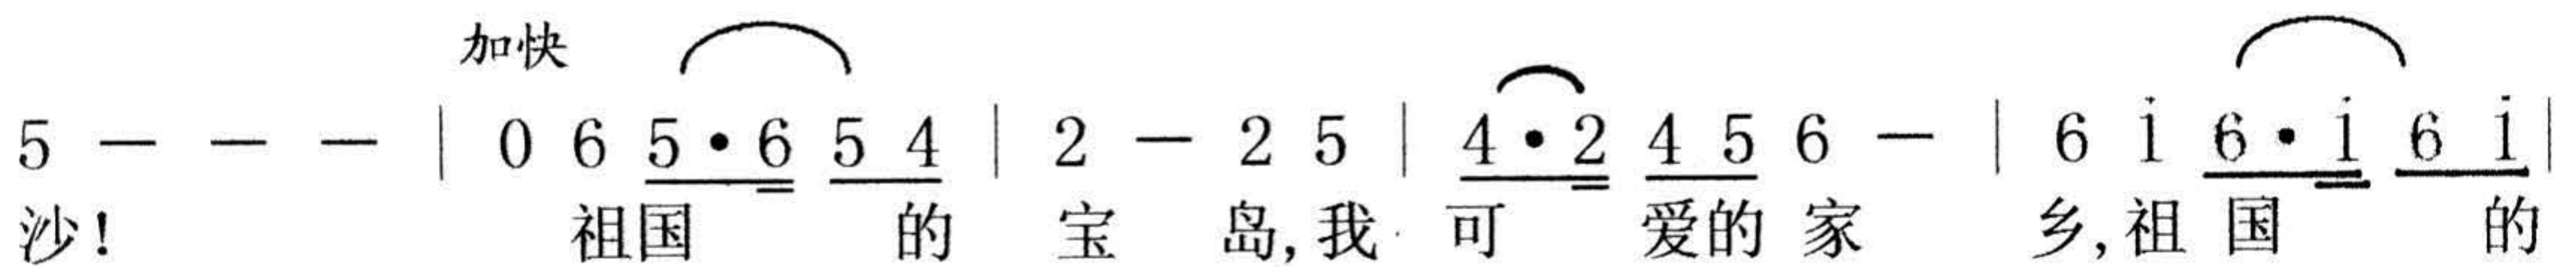 加快
5 — — — | 0 6 5·6 5 4 | 2 — 2 5 | 4·2 4 5 6 — | 6 i 6·i 6 i |
沙! 祖国 的 宝 岛,我 可 爱的 家 乡,祖 国 的